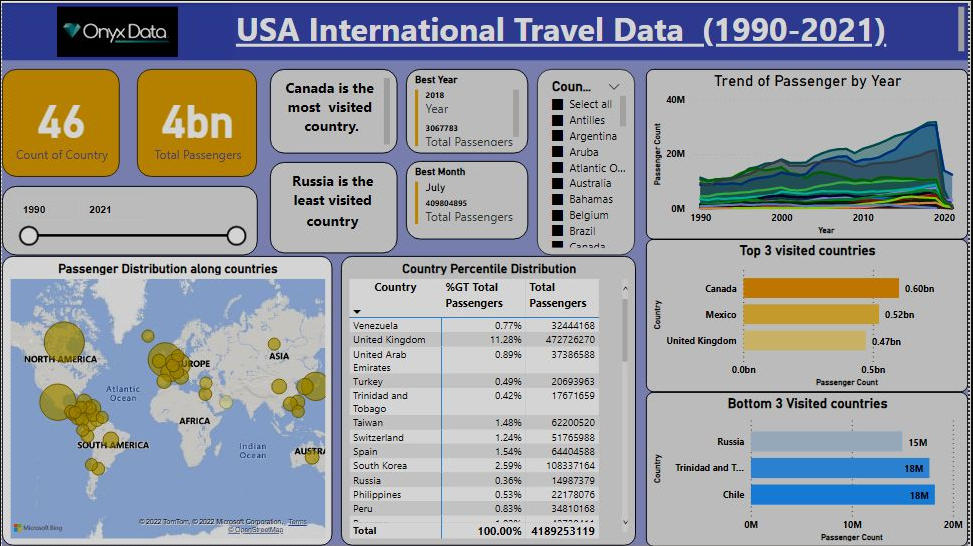 Onyx Data
USA International Travel Data (1990-2021)
46
Count of Country
4bn
Total Passengers
Canada is the
most visited
country.
Best Year
2018
Year
3067783
Total Passengers
Coun...
Select all
Antilles
Argentina
Aruba
Atlantic O...
Australia
Bahamas
Belgium
Brazil
Canada
1990 2021
Russia is the
least visited
country
Best Month
July
409804895
Total Passengers
Trend of Passenger by Year
40M
20M
0M
Passenger Count
1990 2000 2010 2020
Year
Passenger Distribution along countries
NORTH AMERICA
EUROPE
ASIA
Atlantic
Ocean
AFRICA
SOUTH AMERICA
Indian
Ocean
AUSTRA
Microsoft Bing
© 2022 TomTom, © 2022 Microsoft Corporation, Terms
© OpenStreetMap
Country Percentile Distribution
Country %GT Total Passengers Total Passengers
Venezuela 0.77% 32444168
United Kingdom 11.28% 472726270
United Arab Emirates 0.89% 37386588
Turkey 0.49% 20693963
Trinidad and Tobago 0.42% 17671659
Taiwan 1.48% 62200520
Switzerland 1.24% 51765988
Spain 1.54% 64404588
South Korea 2.59% 108337164
Russia 0.36% 14987379
Philippines 0.53% 22178076
Peru 0.83% 34810168
Total 100.00% 4189253119
Top 3 visited countries
Country
Canada 0.60bn
Mexico 0.52bn
United Kingdom 0.47bn
0.0bn 0.5bn
Passenger Count
Bottom 3 Visited countries
Country
Russia 15M
Trinidad and T... 18M
Chile 18M
0M 10M 20M
Passenger Count